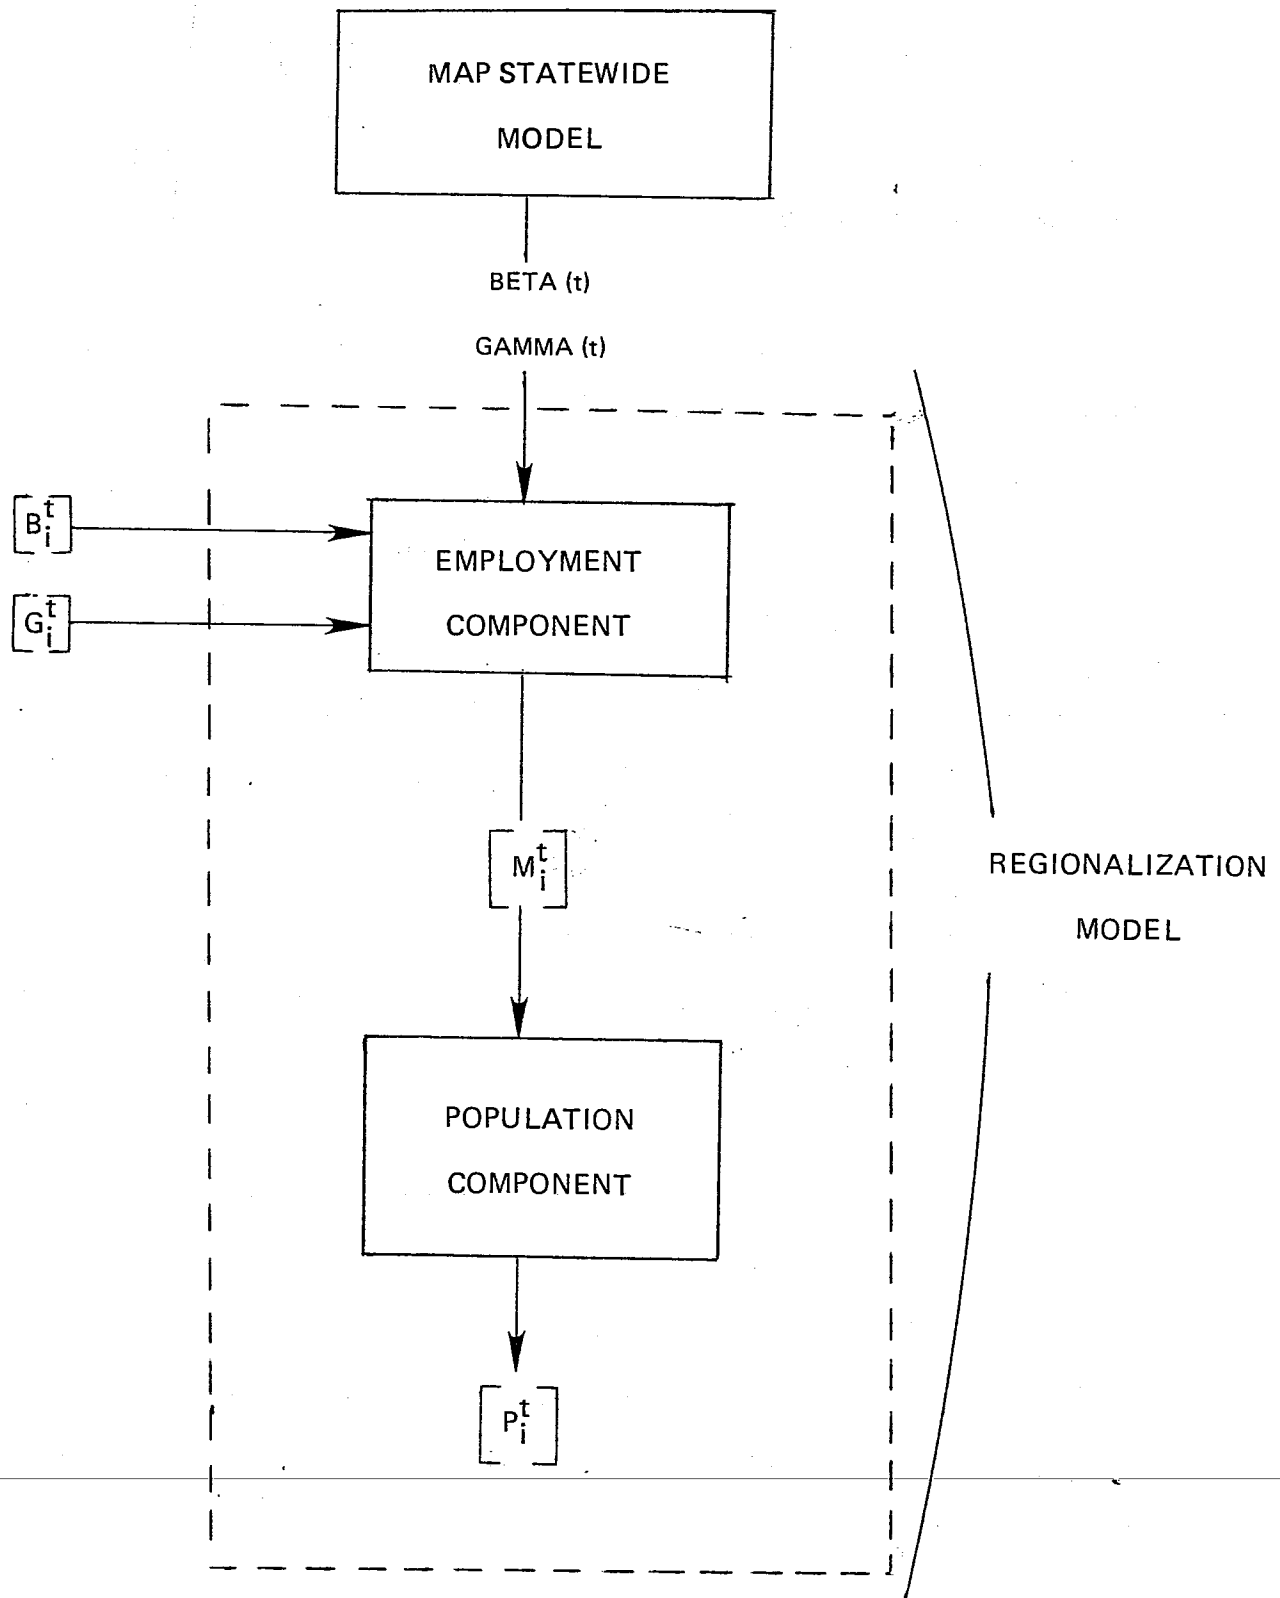 MAP STATEWIDE
MODEL
BETA (t)
GAMMA (t)
[B_i^t]
EMPLOYMENT
COMPONENT
[G_i^t]
[M_i^t]
REGIONALIZATION
MODEL
POPULATION
COMPONENT
[P_i^t]